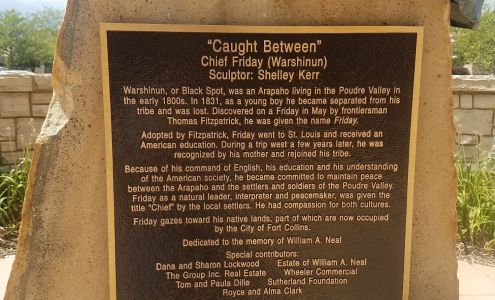 "Caught Between"
Chief Friday (Warshinun)
Sculptor: Shelley Kerr
Warshinun, or Black Spot, was an Arapaho living in the Poudre Valley in
the early 1800s. In 1831, as a young boy he became separated from his
tribe and was lost. Discovered on a Friday in May by frontiersman
Thomas Fitzpatrick, he was given the name Friday.
Adopted by Fitzpatrick, Friday went to St. Louis and received an
American education. During a trip west a few years later, he was
recognized by his mother and rejoined his tribe.
Because of his command of English, his education and his understanding
of the American society, he became committed to maintain peace
between the Arapaho and the settlers and soldiers of the Poudre Valley.
Friday as a natural leader, interpreter and peacemaker, was given the
title "Chief" by the local settlers. He had compassion for both cultures.
Friday gazes toward his native lands, part of which are now occupied
by the City of Fort Collins.
Dedicated to the memory of William A. Neal
Special contributors:
Dana and Sharon Lockwood Estate of William A. Neal
The Group Inc. Real Estate Wheeler Commercial
Tom and Paula Dille Sutherland Foundation
Royce and Alma Clark